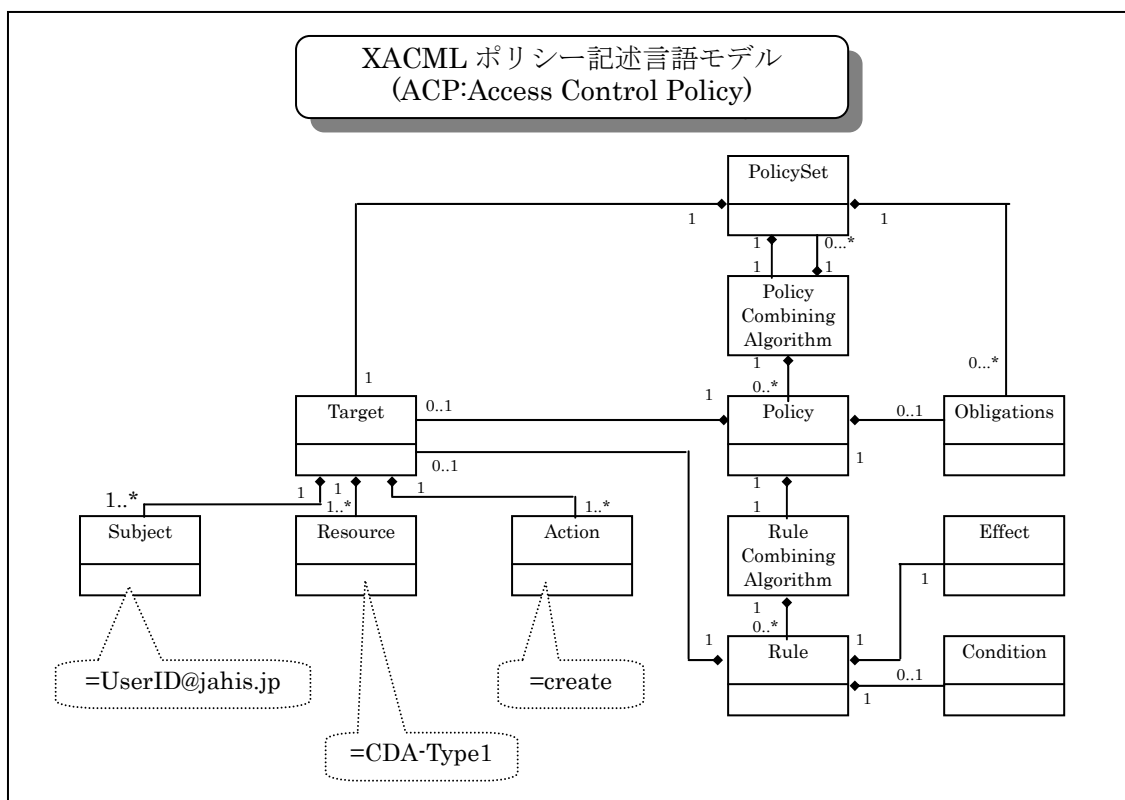 XACML ポリシー記述言語モデル
(ACP:Access Control Policy)
PolicySet
1
1
1
0...*
1
1
Policy
Combining
Algorithm
1
0..*
1
0...*
Target
0..1
1
Policy
0..1
Obligations
0..1
1
1
1
1
1
1..*
1..*
1..*
1
Subject
Resource
Action
Rule
Combining
Algorithm
Effect
1
1
0..*
1
1
Rule
0..1
1
Condition
=UserID@jahis.jp
=create
=CDA-Type1